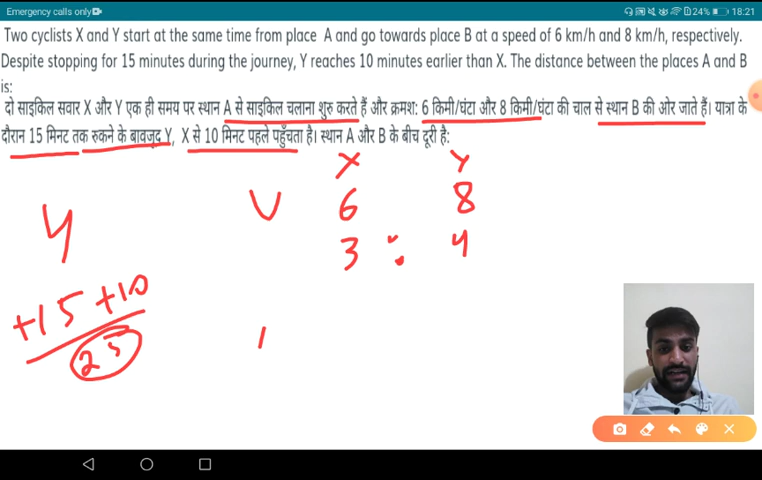 Emergency calls only 24% 18:21
Two cyclists X and Y start at the same time from place A and go towards place B at a speed of 6 km/h and 8 km/h, respectively.
Despite stopping for 15 minutes during the journey, Y reaches 10 minutes earlier than X. The distance between the places A and B
is:
दो साइकिल सवार X और Y एक ही समय पर स्थान A से साइकिल चलाना शुरू करते हैं और क्रमश: 6 किमी/घंटा और 8 किमी/घंटा की चाल से स्थान B की ओर जाते हैं। यात्रा के
दौरान 15 मिनट तक रुकने के बावजूद Y, X से 10 मिनट पहले पहुँचता है। स्थान A और B के बीच दूरी है:
X Y
Y V 6 8
3 : 4
+15 +10
25